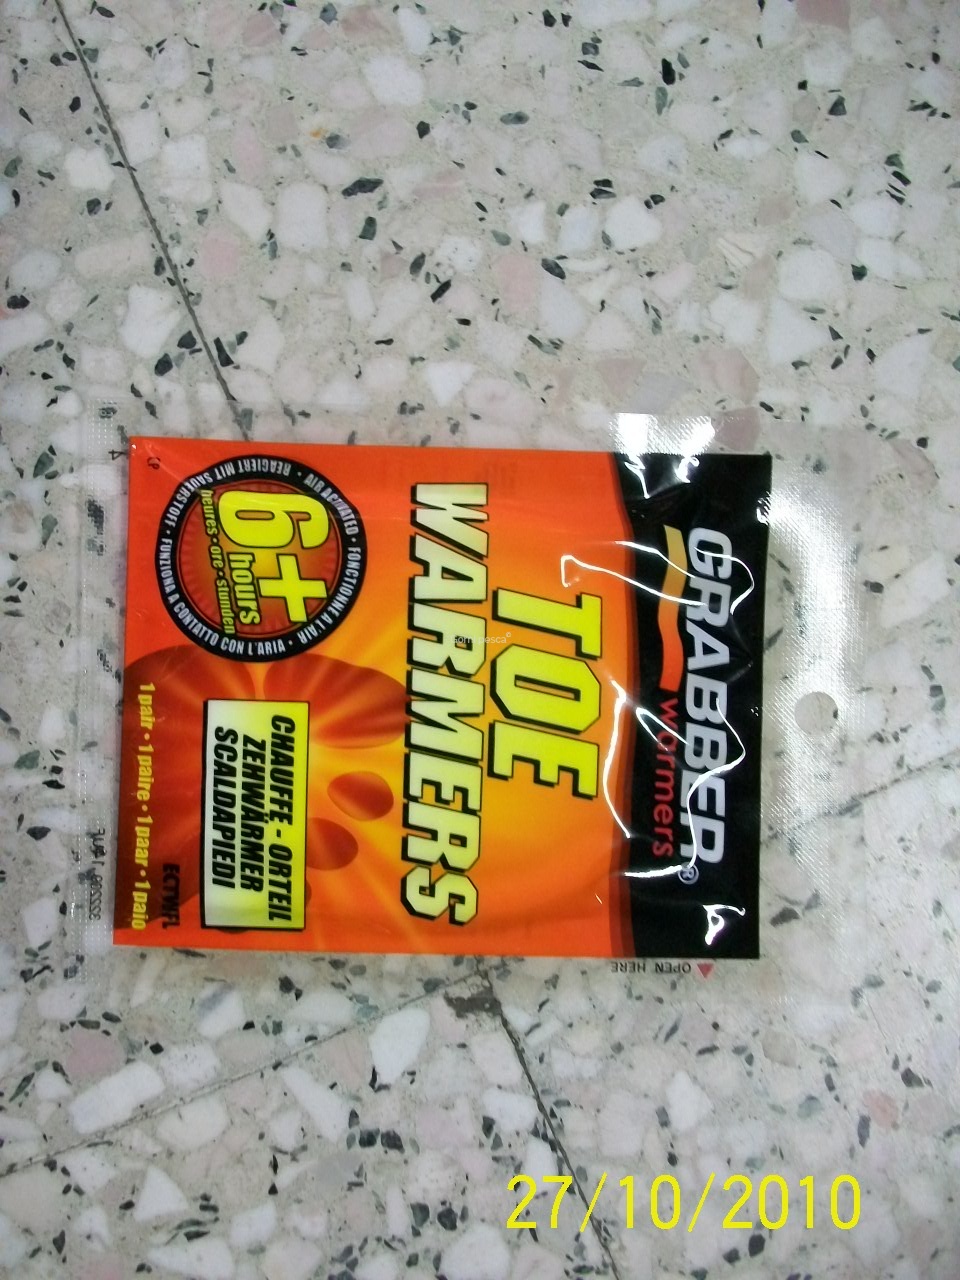 GRABBER®
warmers
TOE
WARMERS
6+
hours
heures • ore • stunden
AIR ACTIVATED • FONCTIONNE A L'AIR • FUNZIONA A CONTATTO CON L'ARIA • REAGIERT MIT SAUERSTOFF •
CHAUFFE - ORTEIL
ZEHWÄRMER
SCALDAPIEDI
ECTWFL
1 pair • 1 paire • 1 paar • 1 paio
OPEN HERE
27/10/2010